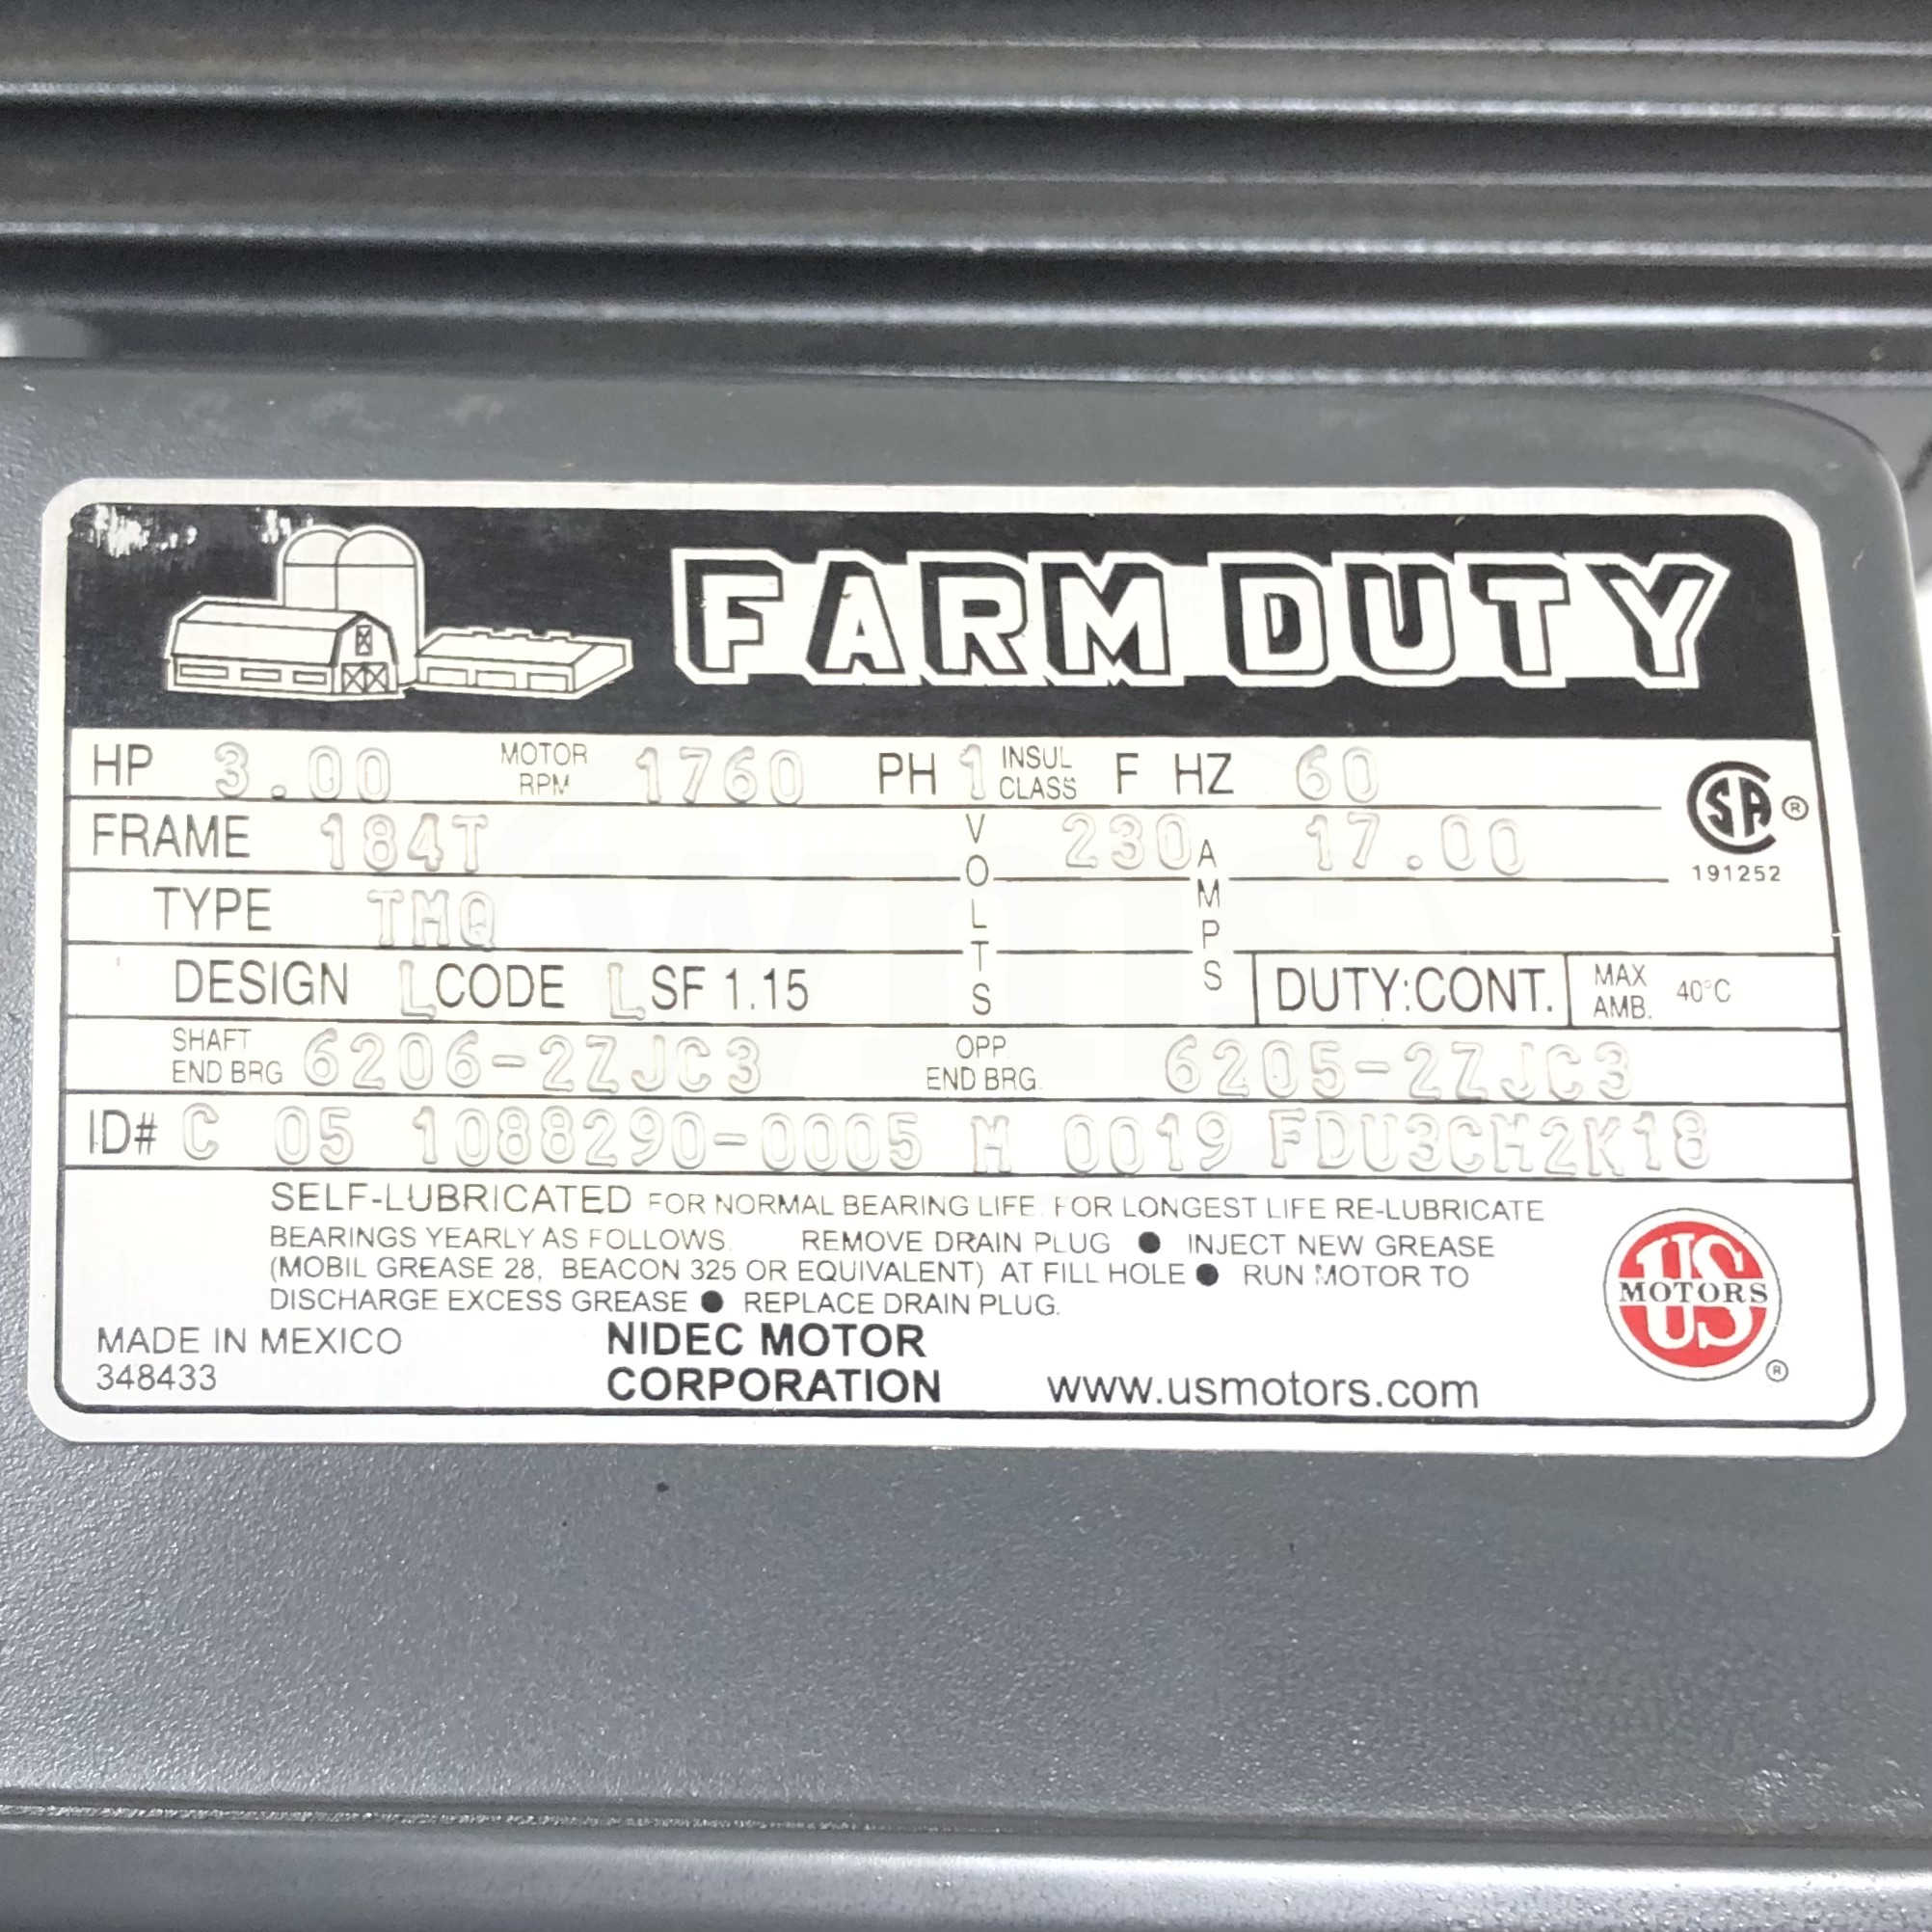 FARM DUTY
HP 3.00 MOTOR RPM 1760 PH 1 INSUL CLASS F HZ 60
FRAME 184T VOLTS 230 AMPS 17.00
SA ®
191252
TYPE TMQ
DESIGN L CODE L SF 1.15 DUTY:CONT. MAX AMB. 40°C
SHAFT END BRG 6206-2ZJC3 OPP END BRG. 6205-2ZJC3
ID# C 05 1088290-0005 M 0019 FDU3CM2K18
SELF-LUBRICATED FOR NORMAL BEARING LIFE. FOR LONGEST LIFE RE-LUBRICATE
BEARINGS YEARLY AS FOLLOWS. REMOVE DRAIN PLUG ● INJECT NEW GREASE
(MOBIL GREASE 28, BEACON 325 OR EQUIVALENT) AT FILL HOLE ● RUN MOTOR TO
DISCHARGE EXCESS GREASE ● REPLACE DRAIN PLUG.
US
MOTORS
US
®
MADE IN MEXICO NIDEC MOTOR
348433 CORPORATION www.usmotors.com